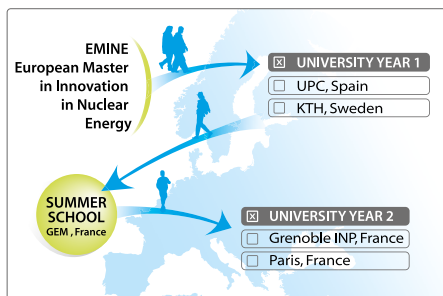 EMINE
European Master
in Innovation
in Nuclear
Energy
UNIVERSITY YEAR 1
UPC, Spain
KTH, Sweden
SUMMER
SCHOOL
GEM, France
UNIVERSITY YEAR 2
Grenoble INP, France
Paris, France